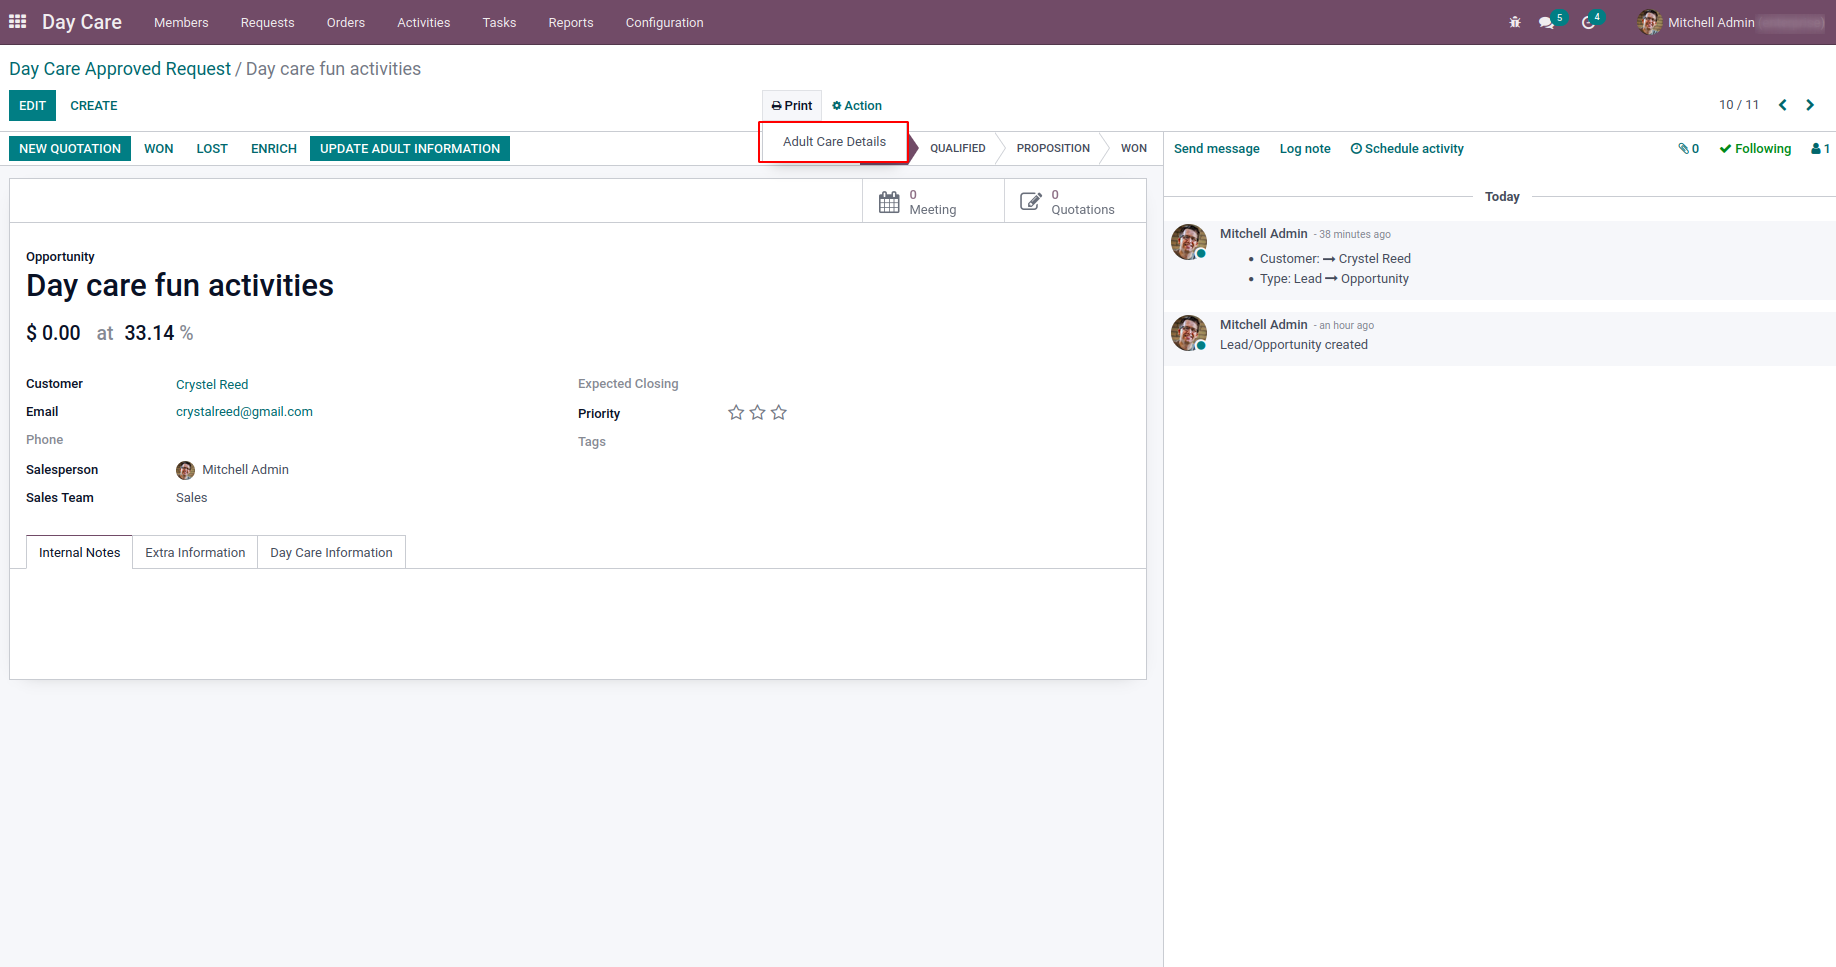 Day Care Members Requests Orders Activities Tasks Reports Configuration 5 4 Mitchell Admin
Day Care Approved Request / Day care fun activities
EDIT CREATE Print Action 10 / 11
Adult Care Details
NEW QUOTATION WON LOST ENRICH UPDATE ADULT INFORMATION QUALIFIED PROPOSITION WON
Send message Log note Schedule activity 0 Following 1
0 Meeting
0 Quotations
Opportunity
Day care fun activities
$ 0.00 at 33.14 %
Customer Crystel Reed
Email crystalreed@gmail.com
Phone
Salesperson Mitchell Admin
Sales Team Sales
Expected Closing
Priority
Tags
Internal Notes Extra Information Day Care Information
Today
Mitchell Admin - 38 minutes ago
• Customer: → Crystel Reed
• Type: Lead → Opportunity
Mitchell Admin - an hour ago
Lead/Opportunity created